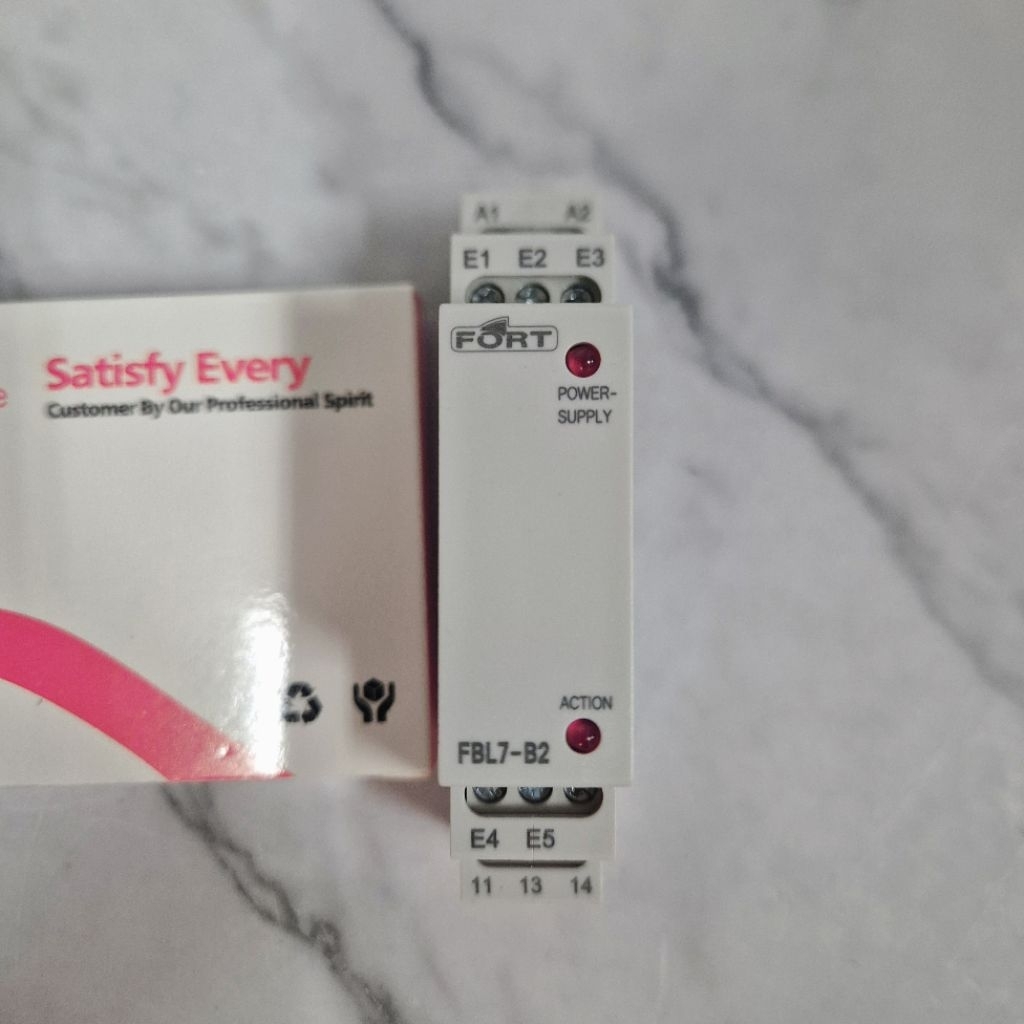 e
Satisfy Every
Customer By Our Professional Spirit
A1 A2
E1 E2 E3
FORT
POWER-
SUPPLY
ACTION
FBL7-B2
E4 E5
11 13 14